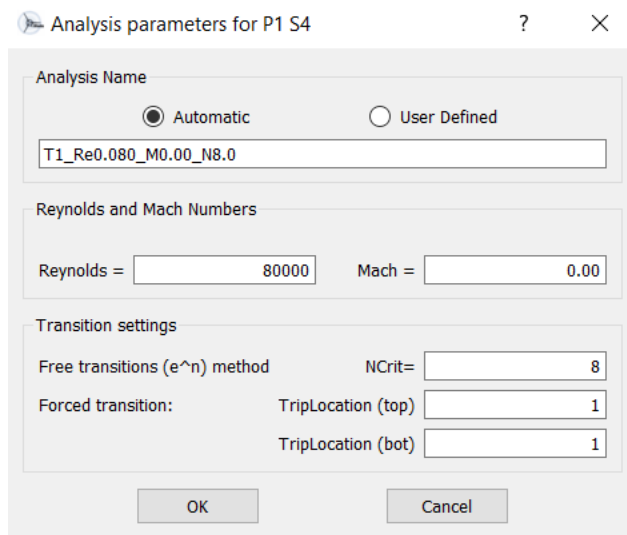 Analysis parameters for P1 S4 ?
Analysis Name
Automatic User Defined
T1_Re0.080_M0.00_N8.0
Reynolds and Mach Numbers
Reynolds = 80000 Mach = 0.00
Transition settings
Free transitions (e^n) method NCrit= 8
Forced transition: TripLocation (top) 1
TripLocation (bot) 1
OK Cancel